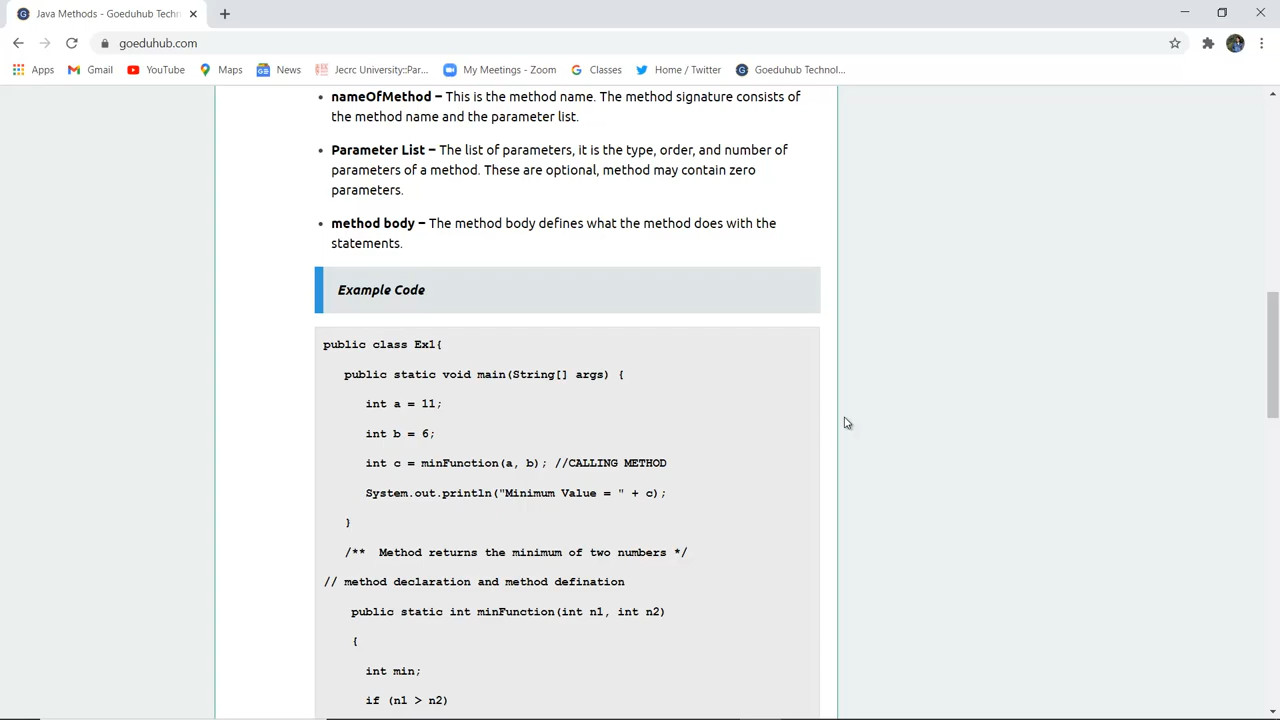 Java Methods - Goeduhub Techn
goeduhub.com
Apps Gmail YouTube Maps News Jecrc University::Par... My Meetings - Zoom Classes Home / Twitter Goeduhub Technol...
• nameOfMethod − This is the method name. The method signature consists
the method name and the parameter list.
• Parameter List − The list of parameters, it is the type, order, and number of
parameters of a method. These are optional, method may contain zero
parameters.
• method body − The method body defines what the method does with the
statements.
Example Code
public class Ex1{
public static void main(String[] args) {
int a = 11;
int b = 6;
int c = minFunction(a, b); //CALLING METHOD
System.out.println("Minimum Value = " + c);
}
/** Method returns the minimum of two numbers */
// method declaration and method defination
public static int minFunction(int n1, int n2)
{
int min;
if (n1 > n2)